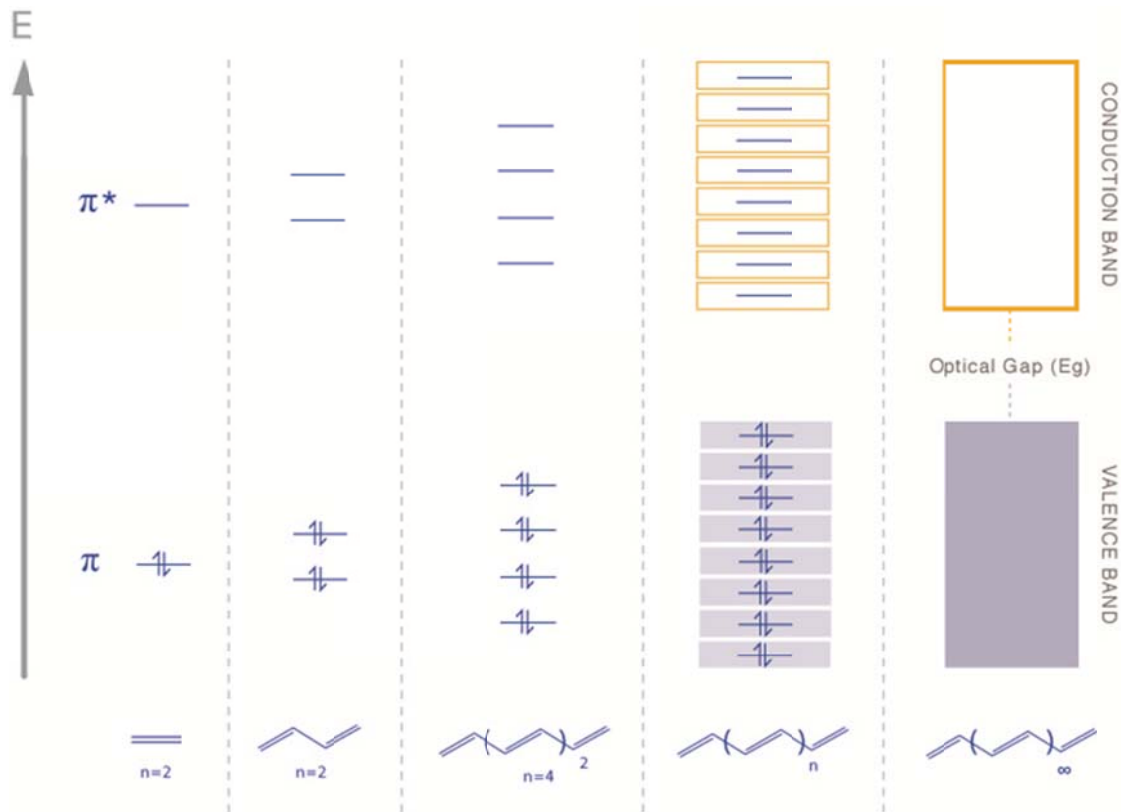 E
π*
π
CONDUCTION BAND
Optical Gap (Eg)
VALENCE BAND
n=2
n=2
n=4
2
n
∞